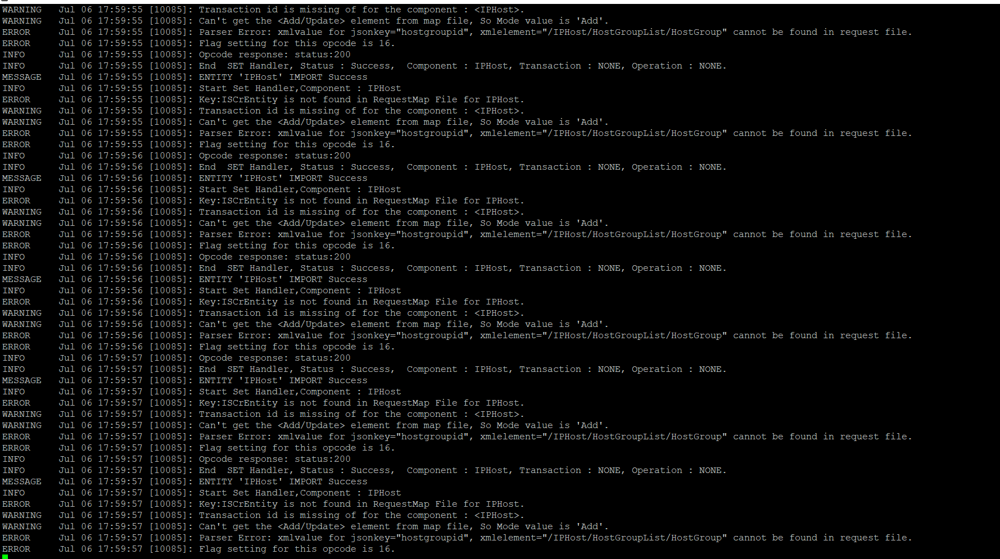 WARNING   Jul 06 17:59:55 [10085]: Transaction id is missing of for the component : <IPHost>.
WARNING   Jul 06 17:59:55 [10085]: Can't get the <Add/Update> element from map file, So Mode value is 'Add'.
ERROR     Jul 06 17:59:55 [10085]: Parser Error: xmlvalue for jsonkey="hostgroupid", xmlelement="/IPHost/HostGroupList/HostGroup" cannot be found in request file.
ERROR     Jul 06 17:59:55 [10085]: Flag setting for this opcode is 16.
INFO      Jul 06 17:59:55 [10085]: Opcode response: status:200
INFO      Jul 06 17:59:55 [10085]: End  SET Handler, Status : Success,  Component : IPHost, Transaction : NONE, Operation : NONE.
MESSAGE   Jul 06 17:59:55 [10085]: ENTITY 'IPHost' IMPORT Success
INFO      Jul 06 17:59:55 [10085]: Start Set Handler,Component : IPHost
ERROR     Jul 06 17:59:55 [10085]: Key:ISCrEntity is not found in RequestMap File for IPHost.
WARNING   Jul 06 17:59:55 [10085]: Transaction id is missing of for the component : <IPHost>.
WARNING   Jul 06 17:59:55 [10085]: Can't get the <Add/Update> element from map file, So Mode value is 'Add'.
ERROR     Jul 06 17:59:55 [10085]: Parser Error: xmlvalue for jsonkey="hostgroupid", xmlelement="/IPHost/HostGroupList/HostGroup" cannot be found in request file.
ERROR     Jul 06 17:59:55 [10085]: Flag setting for this opcode is 16.
INFO      Jul 06 17:59:56 [10085]: Opcode response: status:200
INFO      Jul 06 17:59:56 [10085]: End  SET Handler, Status : Success,  Component : IPHost, Transaction : NONE, Operation : NONE.
MESSAGE   Jul 06 17:59:56 [10085]: ENTITY 'IPHost' IMPORT Success
INFO      Jul 06 17:59:56 [10085]: Start Set Handler,Component : IPHost
ERROR     Jul 06 17:59:56 [10085]: Key:ISCrEntity is not found in RequestMap File for IPHost.
WARNING   Jul 06 17:59:56 [10085]: Transaction id is missing of for the component : <IPHost>.
WARNING   Jul 06 17:59:56 [10085]: Can't get the <Add/Update> element from map file, So Mode value is 'Add'.
ERROR     Jul 06 17:59:56 [10085]: Parser Error: xmlvalue for jsonkey="hostgroupid", xmlelement="/IPHost/HostGroupList/HostGroup" cannot be found in request file.
ERROR     Jul 06 17:59:56 [10085]: Flag setting for this opcode is 16.
INFO      Jul 06 17:59:56 [10085]: Opcode response: status:200
INFO      Jul 06 17:59:56 [10085]: End  SET Handler, Status : Success,  Component : IPHost, Transaction : NONE, Operation : NONE.
MESSAGE   Jul 06 17:59:56 [10085]: ENTITY 'IPHost' IMPORT Success
INFO      Jul 06 17:59:56 [10085]: Start Set Handler,Component : IPHost
ERROR     Jul 06 17:59:56 [10085]: Key:ISCrEntity is not found in RequestMap File for IPHost.
WARNING   Jul 06 17:59:56 [10085]: Transaction id is missing of for the component : <IPHost>.
WARNING   Jul 06 17:59:56 [10085]: Can't get the <Add/Update> element from map file, So Mode value is 'Add'.
ERROR     Jul 06 17:59:56 [10085]: Parser Error: xmlvalue for jsonkey="hostgroupid", xmlelement="/IPHost/HostGroupList/HostGroup" cannot be found in request file.
ERROR     Jul 06 17:59:56 [10085]: Flag setting for this opcode is 16.
INFO      Jul 06 17:59:57 [10085]: Opcode response: status:200
INFO      Jul 06 17:59:57 [10085]: End  SET Handler, Status : Success,  Component : IPHost, Transaction : NONE, Operation : NONE.
MESSAGE   Jul 06 17:59:57 [10085]: ENTITY 'IPHost' IMPORT Success
INFO      Jul 06 17:59:57 [10085]: Start Set Handler,Component : IPHost
ERROR     Jul 06 17:59:57 [10085]: Key:ISCrEntity is not found in RequestMap File for IPHost.
WARNING   Jul 06 17:59:57 [10085]: Transaction id is missing of for the component : <IPHost>.
WARNING   Jul 06 17:59:57 [10085]: Can't get the <Add/Update> element from map file, So Mode value is 'Add'.
ERROR     Jul 06 17:59:57 [10085]: Parser Error: xmlvalue for jsonkey="hostgroupid", xmlelement="/IPHost/HostGroupList/HostGroup" cannot be found in request file.
ERROR     Jul 06 17:59:57 [10085]: Flag setting for this opcode is 16.
INFO      Jul 06 17:59:57 [10085]: Opcode response: status:200
INFO      Jul 06 17:59:57 [10085]: End  SET Handler, Status : Success,  Component : IPHost, Transaction : NONE, Operation : NONE.
MESSAGE   Jul 06 17:59:57 [10085]: ENTITY 'IPHost' IMPORT Success
INFO      Jul 06 17:59:57 [10085]: Start Set Handler,Component : IPHost
ERROR     Jul 06 17:59:57 [10085]: Key:ISCrEntity is not found in RequestMap File for IPHost.
WARNING   Jul 06 17:59:57 [10085]: Transaction id is missing of for the component : <IPHost>.
WARNING   Jul 06 17:59:57 [10085]: Can't get the <Add/Update> element from map file, So Mode value is 'Add'.
ERROR     Jul 06 17:59:57 [10085]: Parser Error: xmlvalue for jsonkey="hostgroupid", xmlelement="/IPHost/HostGroupList/HostGroup" cannot be found in request file.
ERROR     Jul 06 17:59:57 [10085]: Flag setting for this opcode is 16.